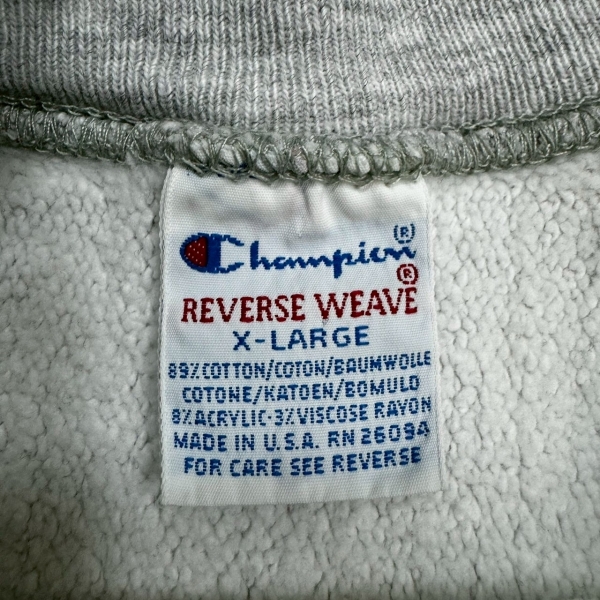 Champion®
REVERSE WEAVE®
X-LARGE
89% COTTON/COTON/BAUMWOLLE
COTONE/KATOEN/BOMULD
8% ACRYLIC-3% VISCOSE RAYON
MADE IN U.S.A. RN 26094
FOR CARE SEE REVERSE